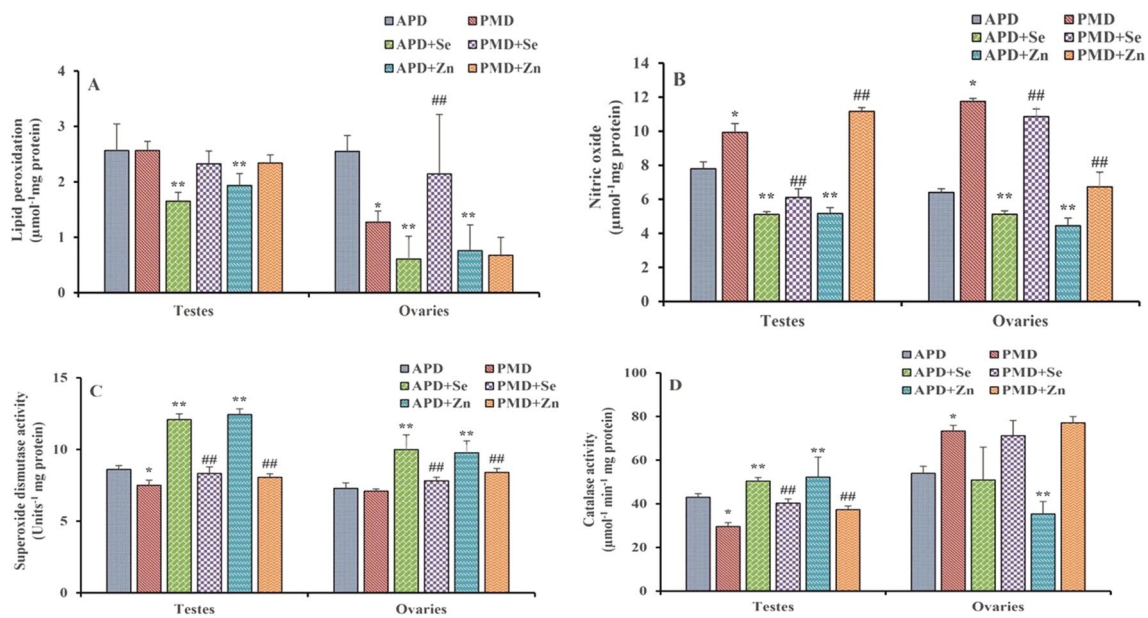 APD PMD
APD+Se PMD+Se
APD+Zn PMD+Zn
A
Lipid peroxidation
(µmol⁻¹mg protein)
4
3
2
1
0
** ** * ** ## **
Testes Ovaries
APD PMD
APD+Se PMD+Se
APD+Zn PMD+Zn
B
Nitric oxide
(µmol⁻¹mg protein)
14
12
10
8
6
4
2
0
* ** ## ** ## * ** ## ** ##
Testes Ovaries
APD PMD
APD+Se PMD+Se
APD+Zn PMD+Zn
C
Superoxide dismutase activity
(Units⁻¹ mg protein)
15
10
5
0
* ** ## ** ## ** ## ** ##
Testes Ovaries
APD PMD
APD+Se PMD+Se
APD+Zn PMD+Zn
D
Catalase activity
(µmol⁻¹ min⁻¹ mg protein)
100
80
60
40
20
0
* ** ## ** ## * **
Testes Ovaries